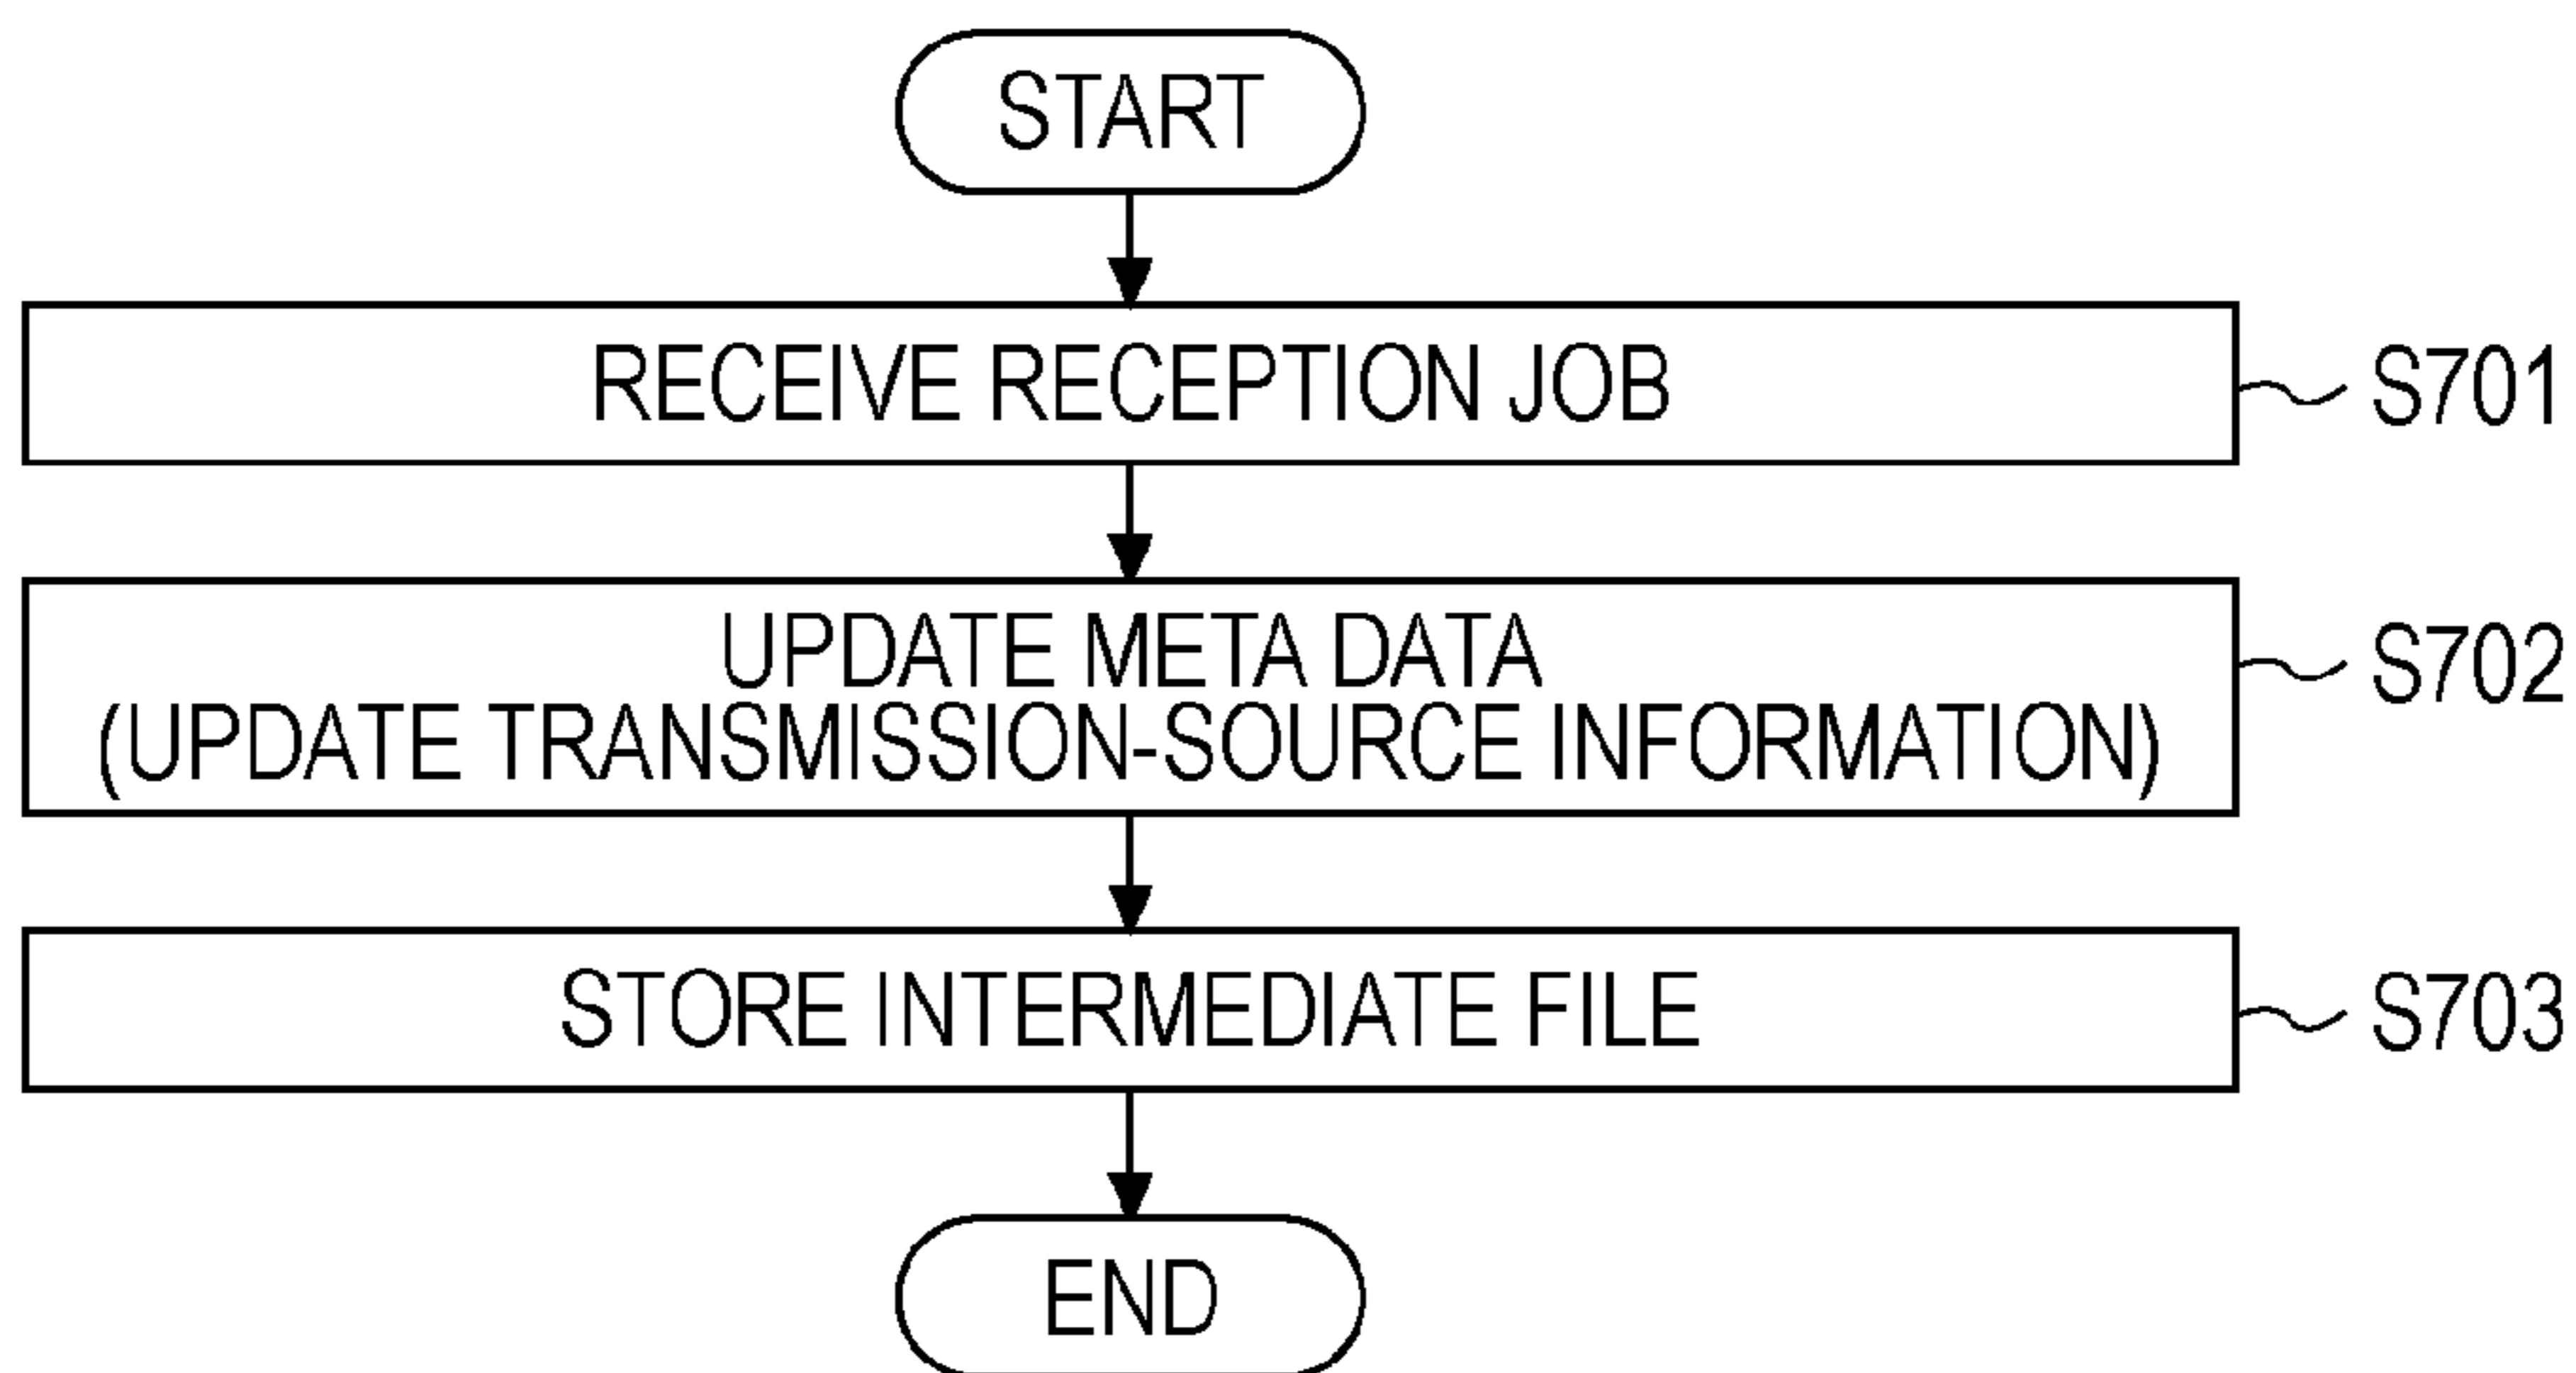 START
RECEIVE RECEPTION JOB
S701
UPDATE META DATA
(UPDATE TRANSMISSION-SOURCE INFORMATION)
S702
STORE INTERMEDIATE FILE
S703
END